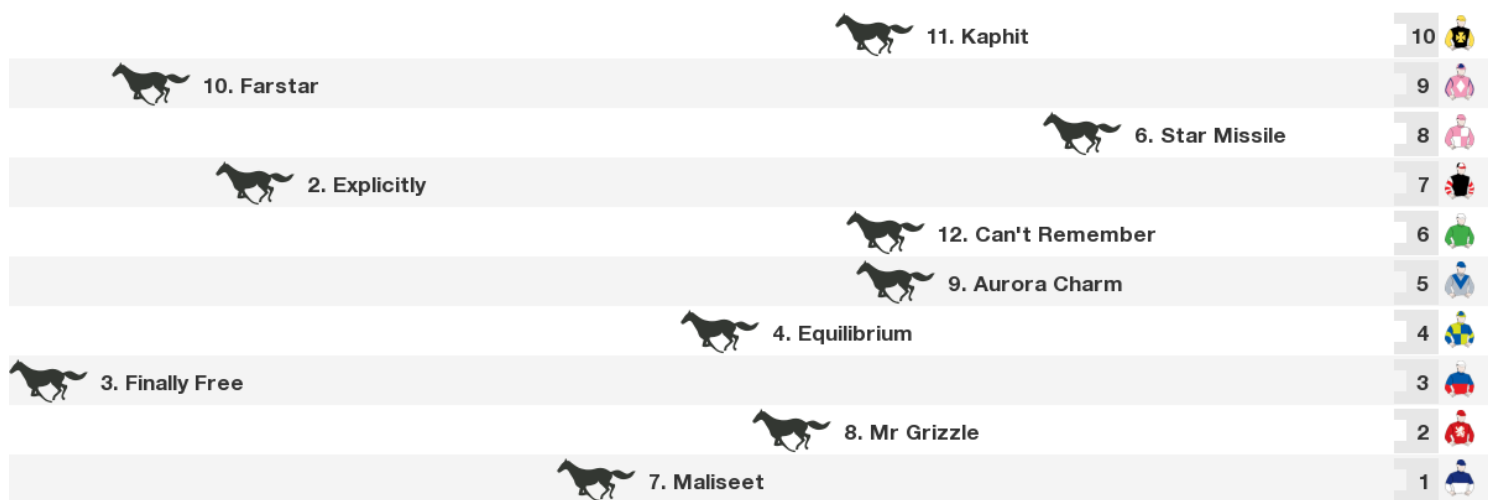 11. Kaphit 10
10. Farstar 9
6. Star Missile 8
2. Explicitly 7
12. Can't Remember 6
9. Aurora Charm 5
4. Equilibrium 4
3. Finally Free 3
8. Mr Grizzle 2
7. Maliseet 1